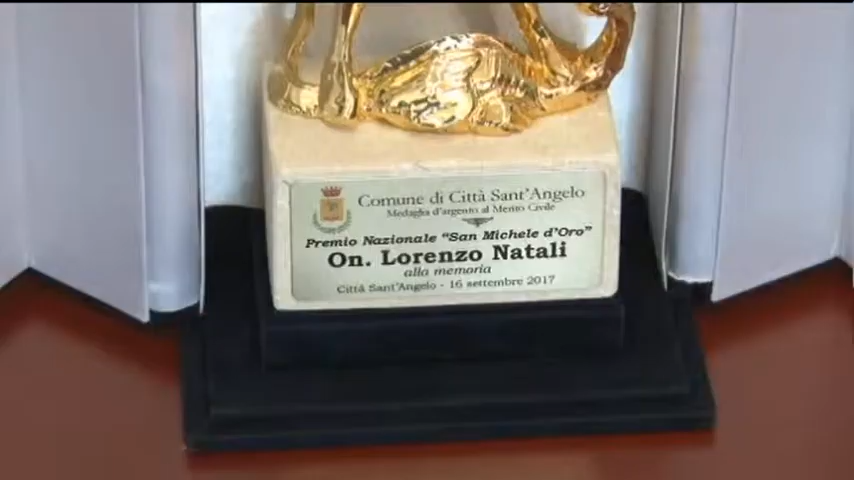 Comune di Città Sant'Angelo
Medaglia d'argento al Merito Civile
Premio Nazionale "San Michele d'Oro"
On. Lorenzo Natali
alla memoria
Città Sant'Angelo - 16 settembre 2017